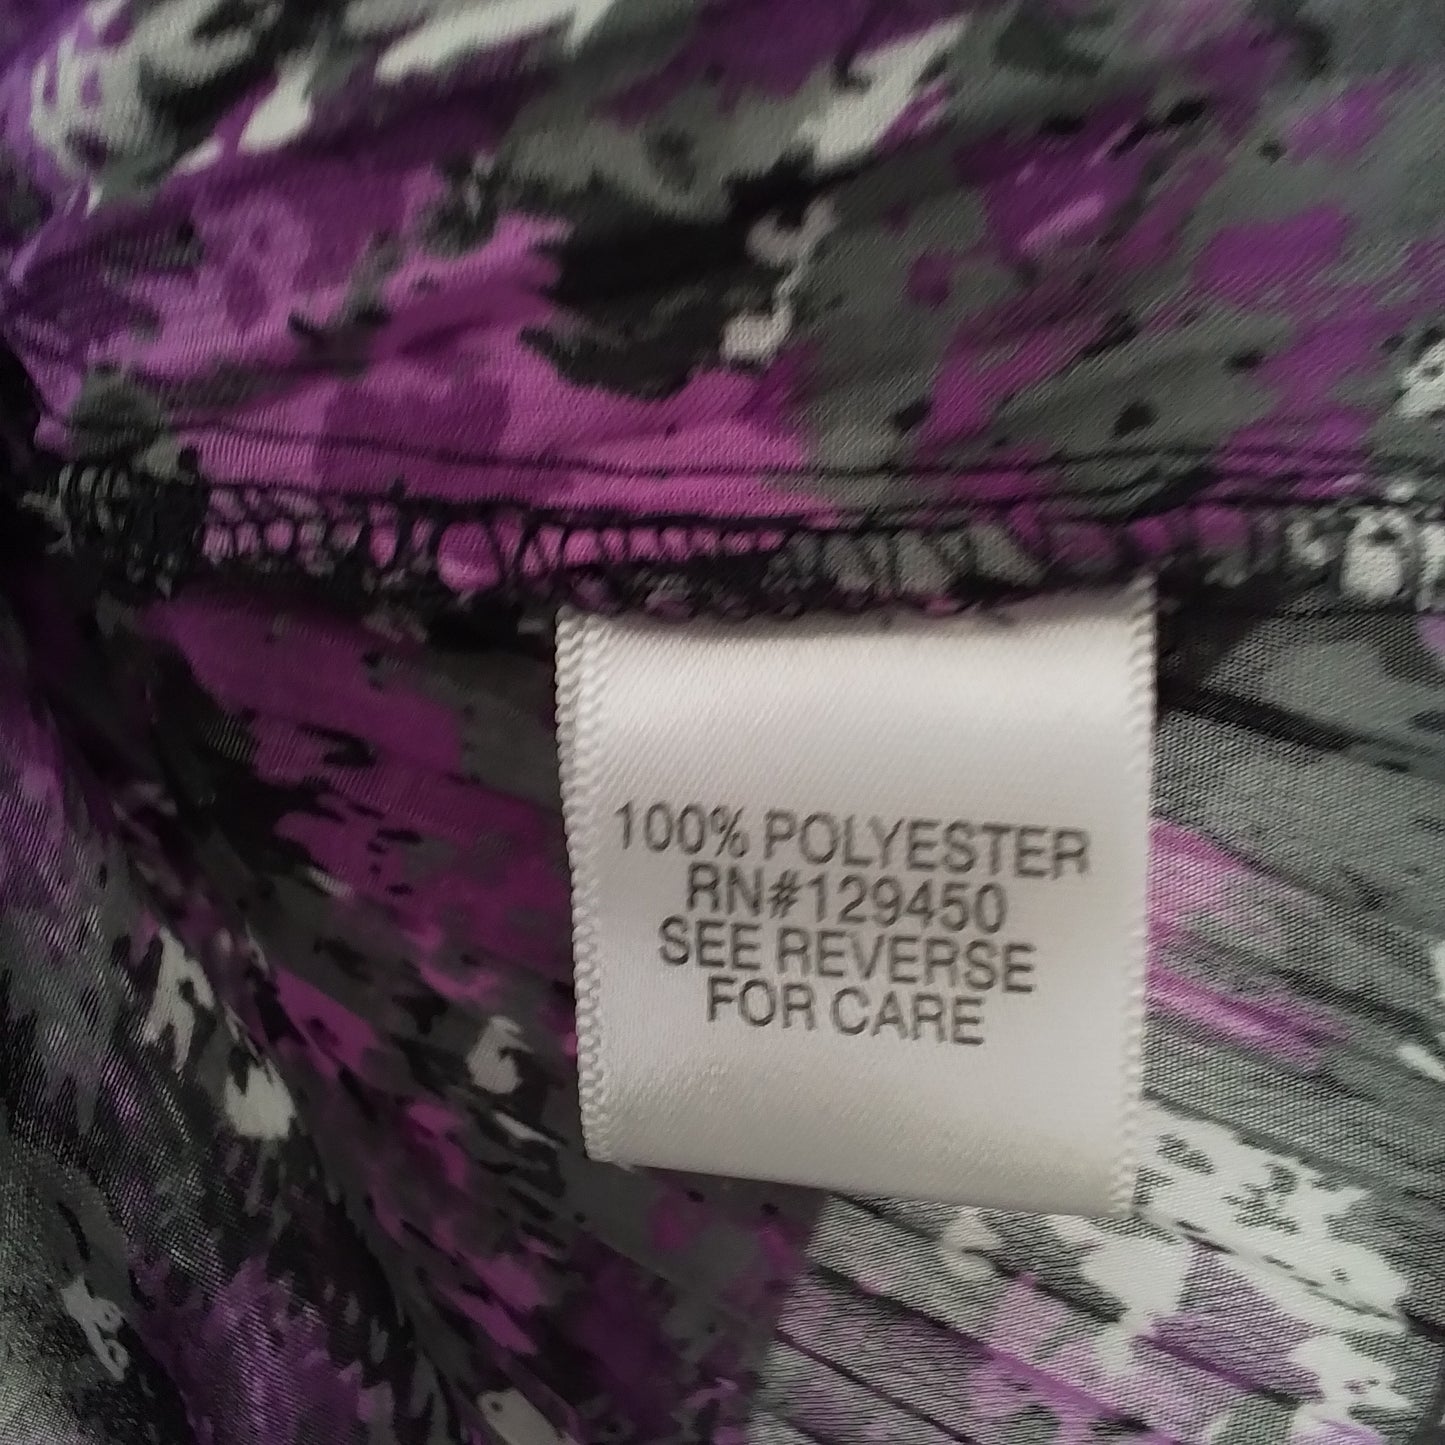 100% POLYESTER
RN#129450
SEE REVERSE
FOR CARE